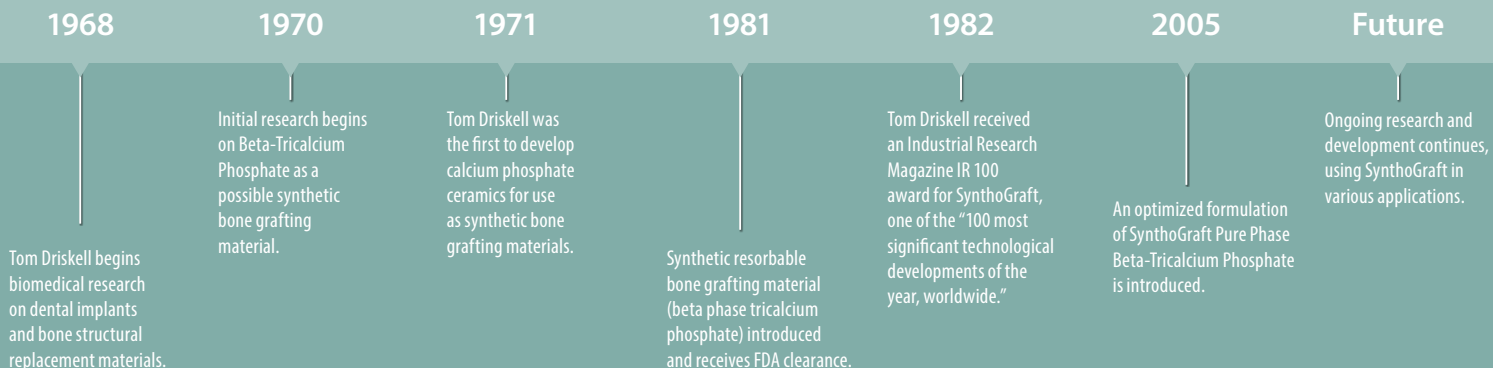 1968
Tom Driskell begins
biomedical research
on dental implants
and bone structural
replacement materials.
1970
Initial research begins
on Beta-Tricalcium
Phosphate as a
possible synthetic
bone grafting
material.
1971
Tom Driskell was
the first to develop
calcium phosphate
ceramics for use
as synthetic bone
grafting materials.
1981
Synthetic resorbable
bone grafting material
(beta phase tricalcium
phosphate) introduced
and receives FDA clearance.
1982
Tom Driskell received
an Industrial Research
Magazine IR 100
award for SynthoGraft,
one of the “100 most
significant technological
developments of the
year, worldwide.”
2005
An optimized formulation
of SynthoGraft Pure Phase
Beta-Tricalcium Phosphate
is introduced.
Future
Ongoing research and
development continues,
using SynthoGraft in
various applications.